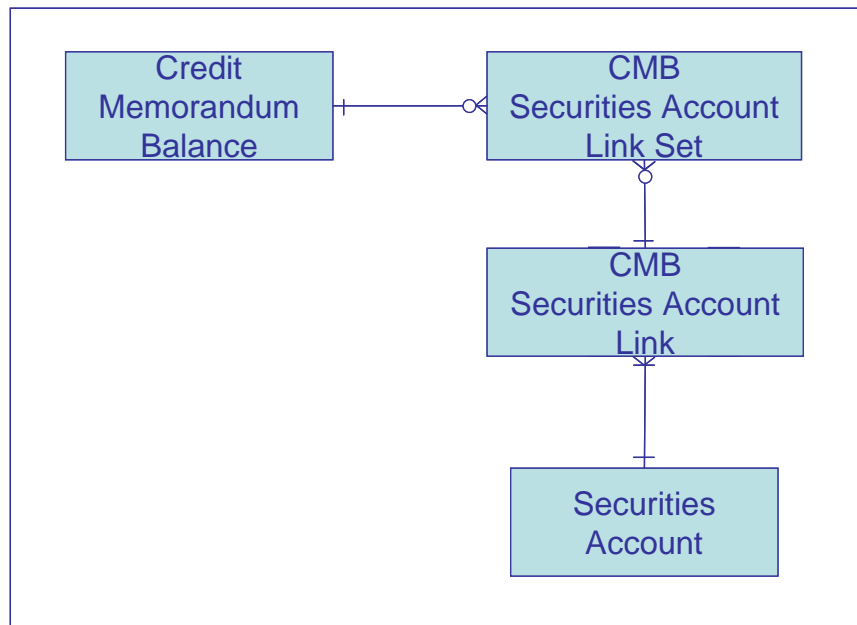 Credit
Memorandum
Balance
CMB
Securities Account
Link Set
CMB
Securities Account
Link
Securities
Account